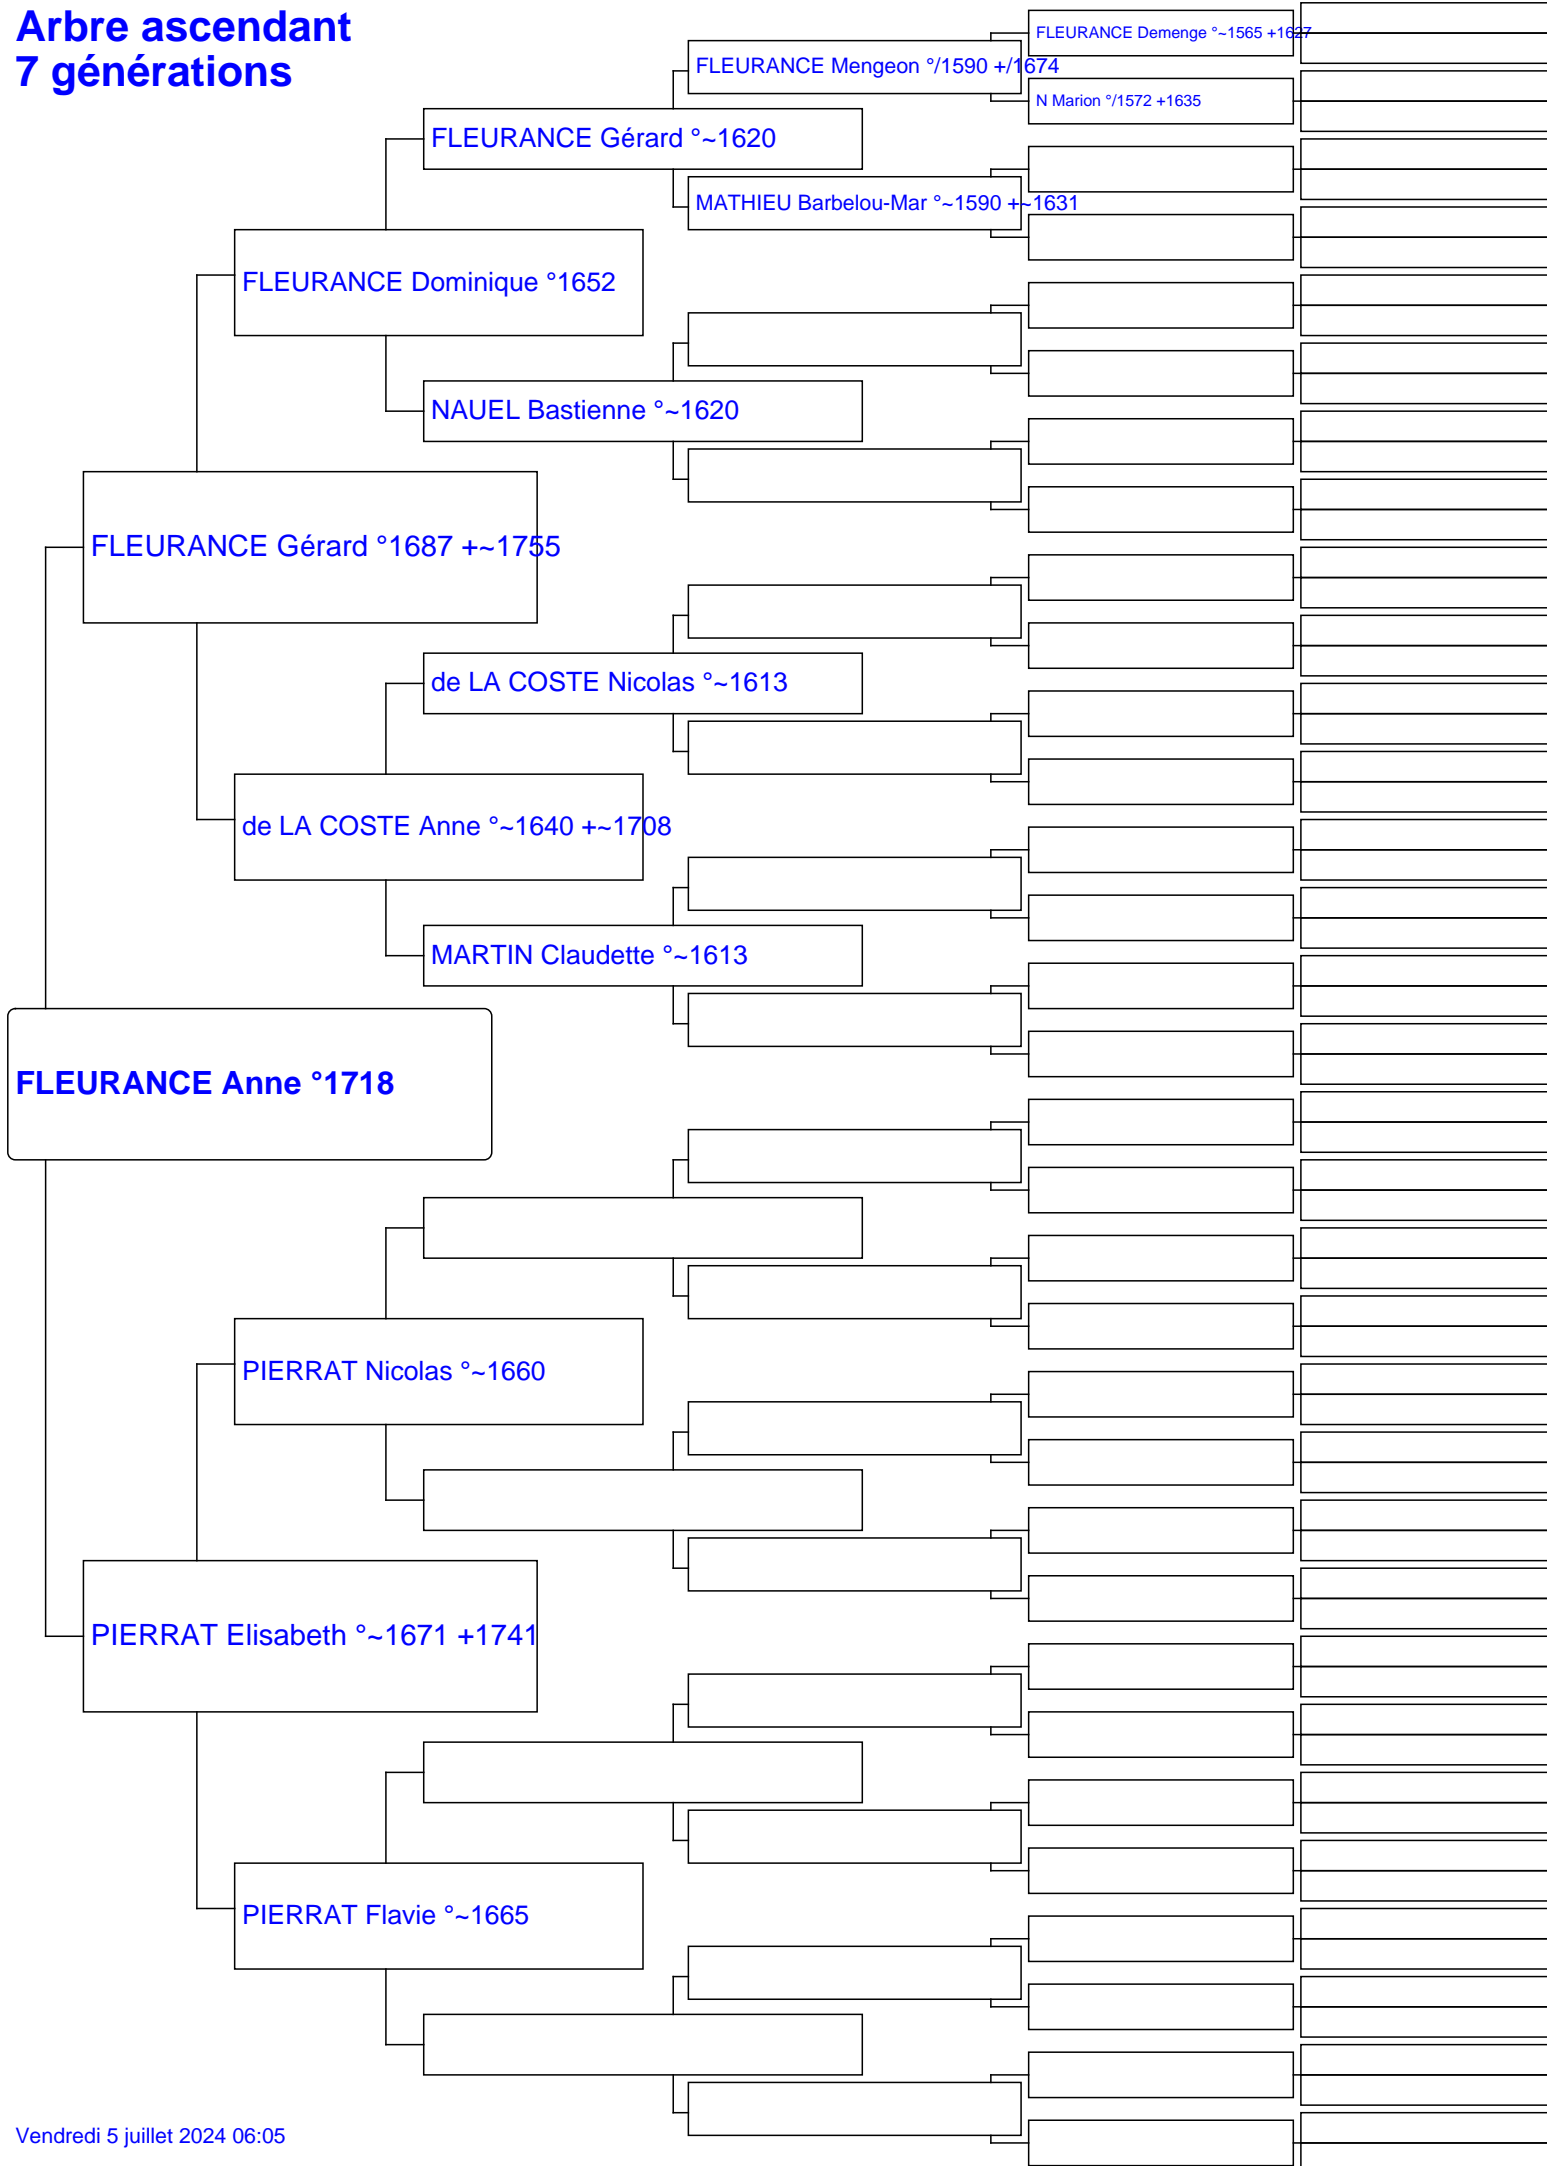 Arbre ascendant
7 générations
FLEURANCE Demenge °~1565 +1627
FLEURANCE Mengeon °/1590 +/1674
N Marion °/1572 +1635
FLEURANCE Gérard °~1620
MATHIEU Barbelou-Mar °~1590 +~1631
FLEURANCE Dominique °1652
NAUEL Bastienne °~1620
FLEURANCE Gérard °1687 +~1755
de LA COSTE Nicolas °~1613
de LA COSTE Anne °~1640 +~1708
MARTIN Claudette °~1613
FLEURANCE Anne °1718
PIERRAT Nicolas °~1660
PIERRAT Elisabeth °~1671 +1741
PIERRAT Flavie °~1665
Vendredi 5 juillet 2024 06:05